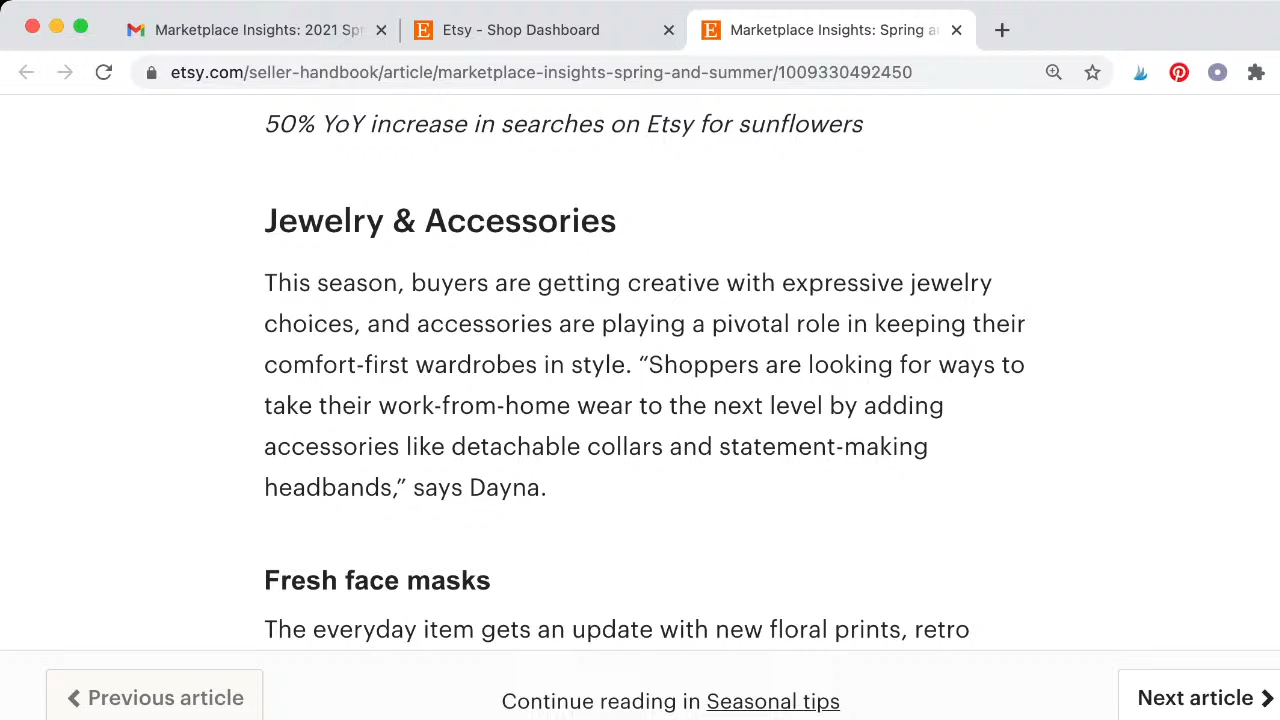 Marketplace Insights: 2021 Spr
Etsy - Shop Dashboard
Marketplace Insights: Spring a
etsy.com/seller-handbook/article/marketplace-insights-spring-and-summer/1009330492450
50% YoY increase in searches on Etsy for sunflowers
Jewelry & Accessories
This season, buyers are getting creative with expressive jewelry
choices, and accessories are playing a pivotal role in keeping their
comfort-first wardrobes in style. “Shoppers are looking for ways to
take their work-from-home wear to the next level by adding
accessories like detachable collars and statement-making
headbands,” says Dayna.
Fresh face masks
The everyday item gets an update with new floral prints, retro
Previous article
Continue reading in Seasonal tips
Next article